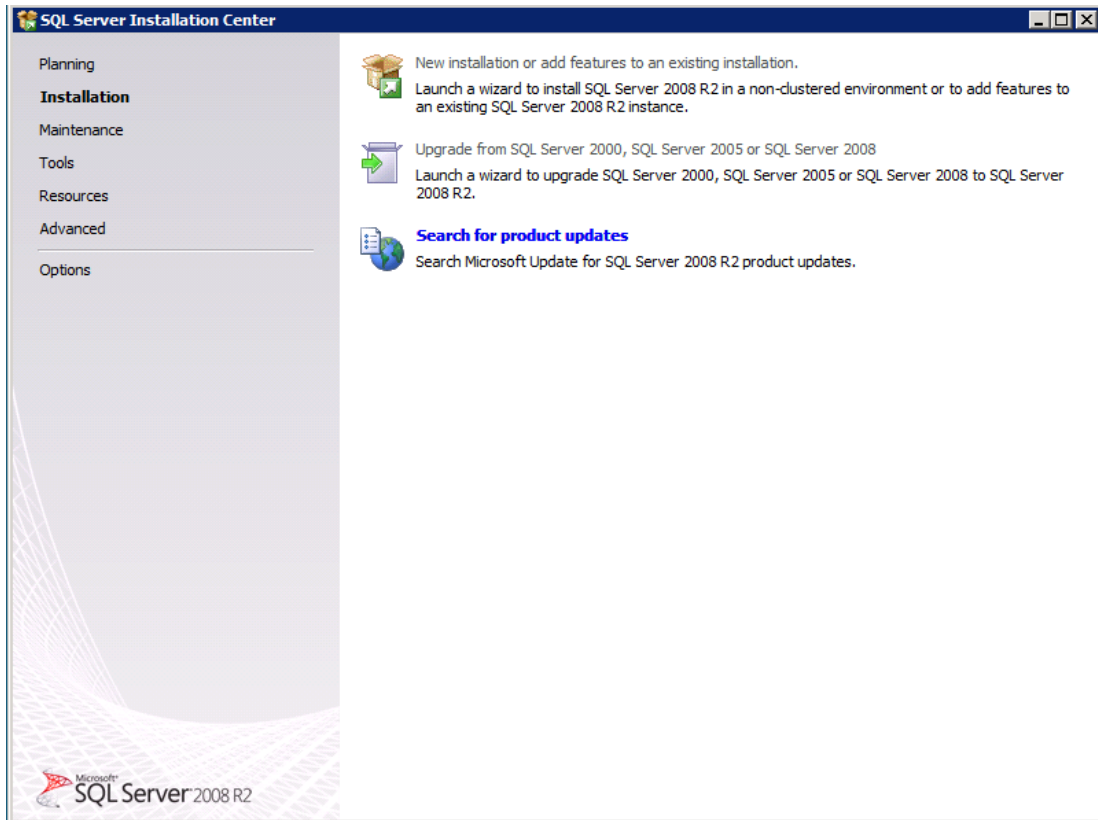 SQL Server Installation Center
Planning
Installation
Maintenance
Tools
Resources
Advanced
Options
New installation or add features to an existing installation.
Launch a wizard to install SQL Server 2008 R2 in a non-clustered environment or to add features to
an existing SQL Server 2008 R2 instance.
Upgrade from SQL Server 2000, SQL Server 2005 or SQL Server 2008
Launch a wizard to upgrade SQL Server 2000, SQL Server 2005 or SQL Server 2008 to SQL Server
2008 R2.
Search for product updates
Search Microsoft Update for SQL Server 2008 R2 product updates.
Microsoft®
SQL Server® 2008 R2